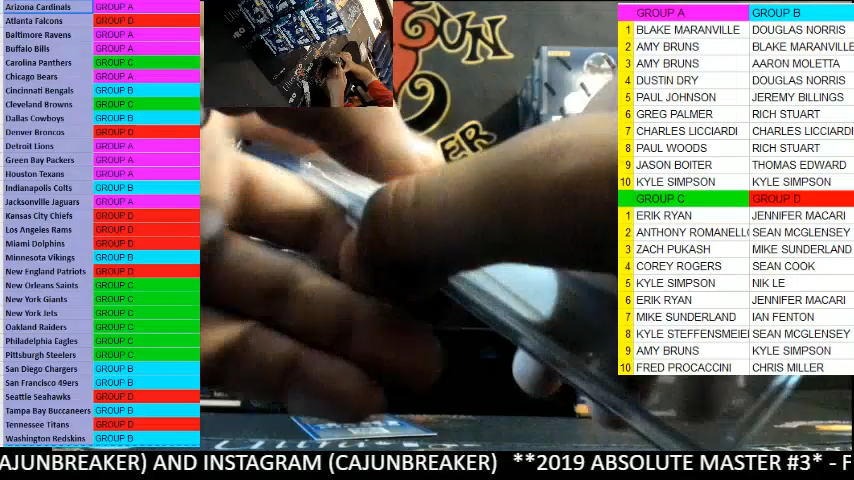 Arizona Cardinals GROUP A
Atlanta Falcons GROUP D
Baltimore Ravens GROUP A
Buffalo Bills GROUP A
Carolina Panthers GROUP C
Chicago Bears GROUP A
Cincinnati Bengals GROUP B
Cleveland Browns GROUP C
Dallas Cowboys GROUP B
Denver Broncos GROUP D
Detroit Lions GROUP A
Green Bay Packers GROUP A
Houston Texans GROUP A
Indianapolis Colts GROUP B
Jacksonville Jaguars GROUP A
Kansas City Chiefs GROUP D
Los Angeles Rams GROUP D
Miami Dolphins GROUP D
Minnesota Vikings GROUP B
New England Patriots GROUP D
New Orleans Saints GROUP C
New York Giants GROUP C
New York Jets GROUP C
Oakland Raiders GROUP C
Philadelphia Eagles GROUP C
Pittsburgh Steelers GROUP C
San Diego Chargers GROUP B
San Francisco 49ers GROUP B
Seattle Seahawks GROUP D
Tampa Bay Buccaneers GROUP B
Tennessee Titans GROUP D
Washington Redskins GROUP B
GUN
ER
GROUP A GROUP B
1 BLAKE MARANVILLE DOUGLAS NORRIS
2 AMY BRUNS BLAKE MARANVILLE
3 AMY BRUNS AARON MOLETTA
4 DUSTIN DRY DOUGLAS NORRIS
5 PAUL JOHNSON JEREMY BILLINGS
6 GREG PALMER RICH STUART
7 CHARLES LICCIARDI CHARLES LICCIARDI
8 PAUL WOODS RICH STUART
9 JASON BOITER THOMAS EDWARD
10 KYLE SIMPSON KYLE SIMPSON
GROUP C GROUP D
1 ERIK RYAN JENNIFER MACARI
2 ANTHONY ROMANELL SEAN MCGLENSEY
3 ZACH PUKASH MIKE SUNDERLAND
4 COREY ROGERS SEAN COOK
5 KYLE SIMPSON NIK LE
6 ERIK RYAN JENNIFER MACARI
7 MIKE SUNDERLAND IAN FENTON
8 KYLE STEFFENSMEIE SEAN MCGLENSEY
9 AMY BRUNS KYLE SIMPSON
10 FRED PROCACCINI CHRIS MILLER
AJUNBREAKER) AND INSTAGRAM (CAJUNBREAKER) **2019 ABSOLUTE MASTER #3* - F